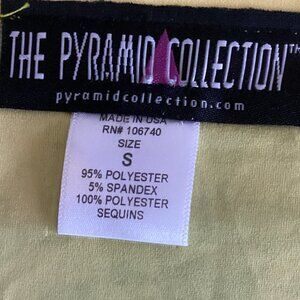 THE PYRAMID COLLECTION™
pyramidcollection.com
MADE IN USA
RN# 106740
SIZE
S
95% POLYESTER
5% SPANDEX
100% POLYESTER
SEQUINS